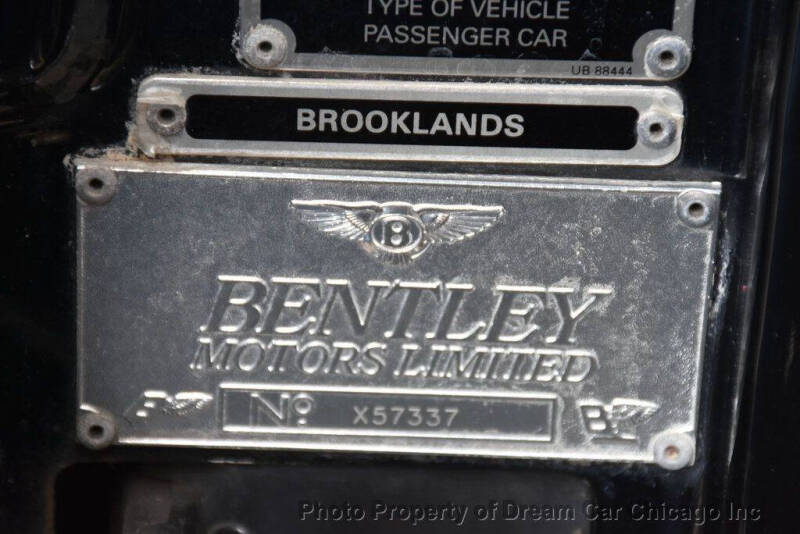 TYPE OF VEHICLE
PASSENGER CAR
UB 88444
BROOKLANDS
B
BENTLEY
MOTORS LIMITED
B
No. X57337
B
Photo Property of Dream Car Chicago Inc